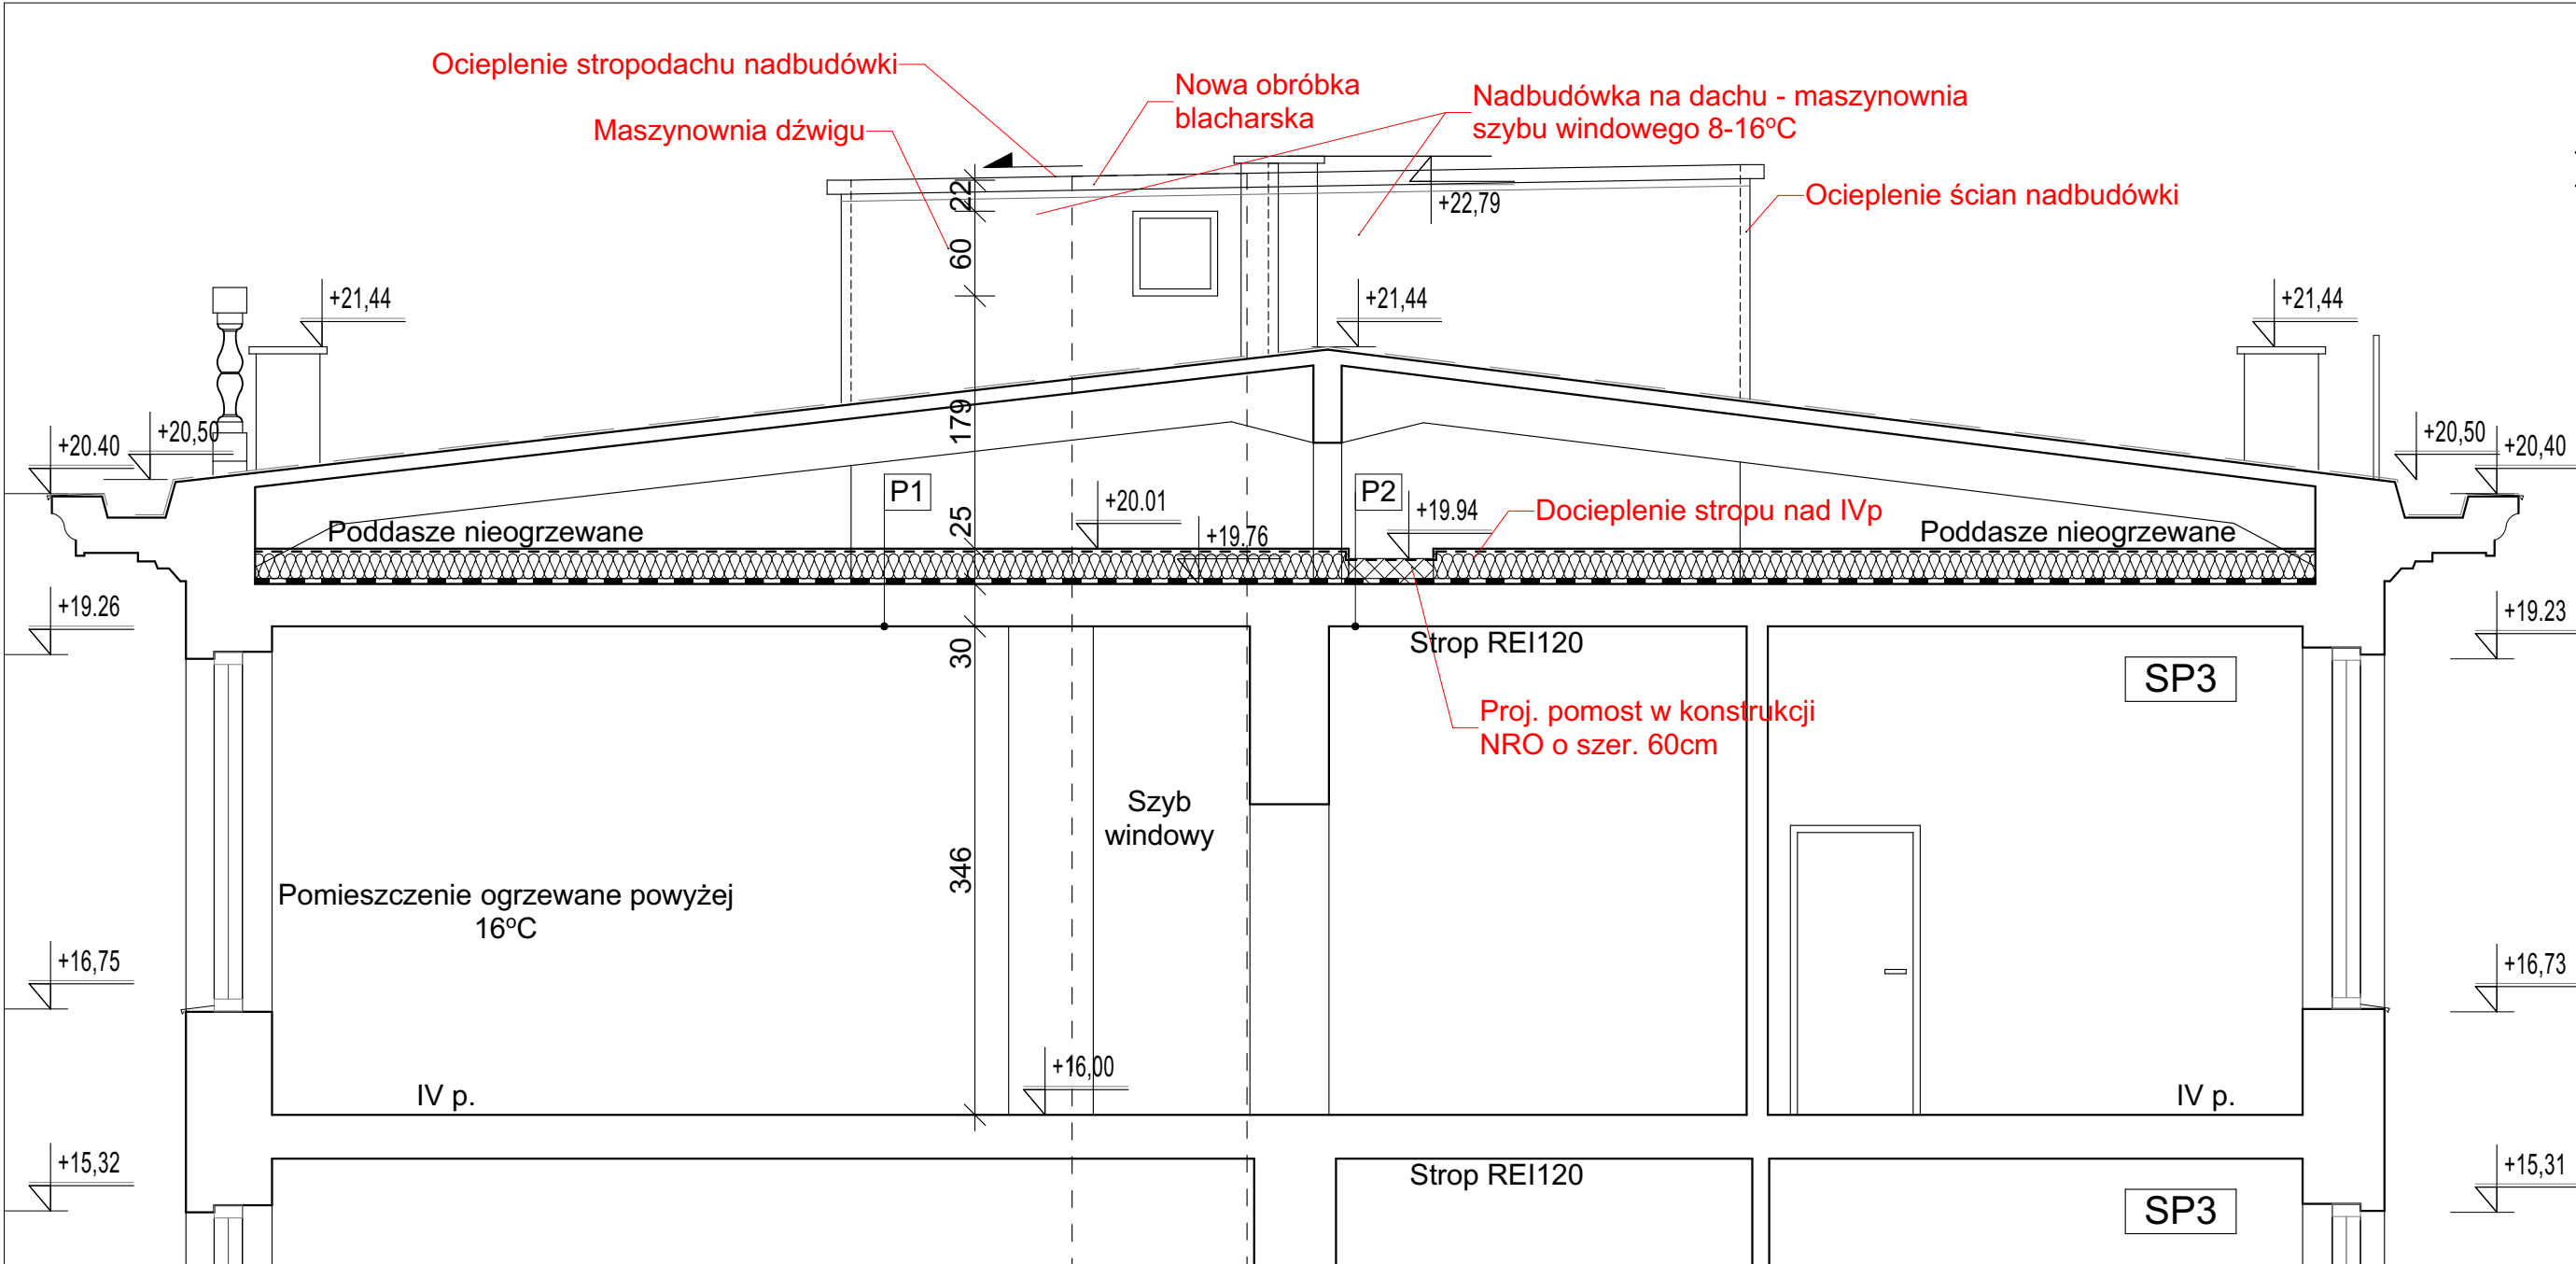 Ocieplenie stropodachu nadbudówki
Nowa obróbka
blacharska
Nadbudówka na dachu - maszynownia
szybu windowego 8-16ºC
Maszynownia dźwigu
Ocieplenie ścian nadbudówki
22
+22,79
60
+21,44
+21,44
+21,44
179
+20.40
+20,50
+20,50
+20,40
P1
P2
+20.01
+19.94
Docieplenie stropu nad IVp
25
Poddasze nieogrzewane
+19.76
Poddasze nieogrzewane
+19.26
+19.23
30
Strop REI120
SP3
Proj. pomost w konstrukcji
NRO o szer. 60cm
Szyb
windowy
346
Pomieszczenie ogrzewane powyżej
16ºC
+16,75
+16,73
+16,00
IV p.
IV p.
+15,32
+15,31
Strop REI120
SP3